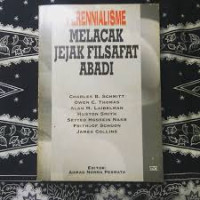 PERENNIALISME
MELACAK
JEJAK FILSAFAT
ABADI
CHARLES B. SCHMITT
OWEN C. THOMAS
ALAN M. LAIBELMAN
HUSTON SMITH
SEYYED HOSSEIN NASR
FRITHJOF SCHUON
JAMES COLLINS
EDITOR:
AHMAD NORMA PERMATA